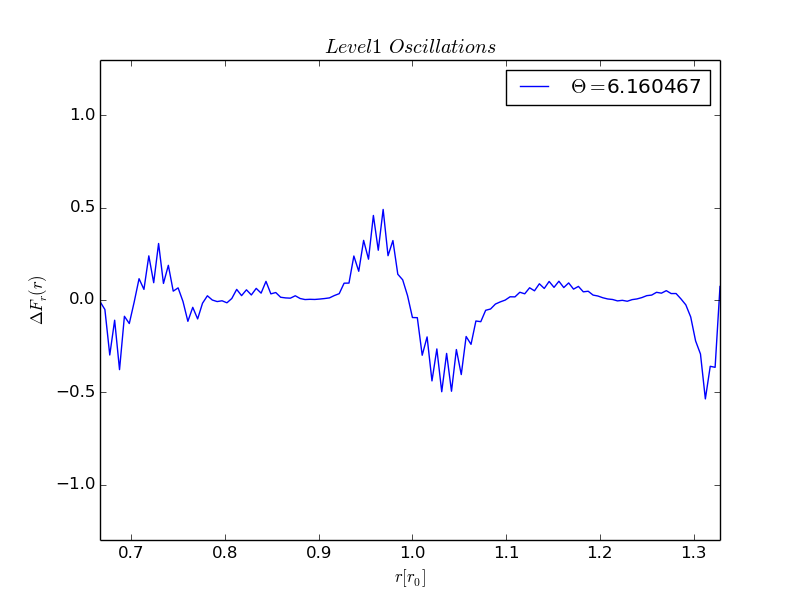 Level1 Oscillations
Θ =6.160467
1.0
0.5
0.0
−0.5
−1.0
ΔF_r(r)
0.7 0.8 0.9 1.0 1.1 1.2 1.3
r[r_0]